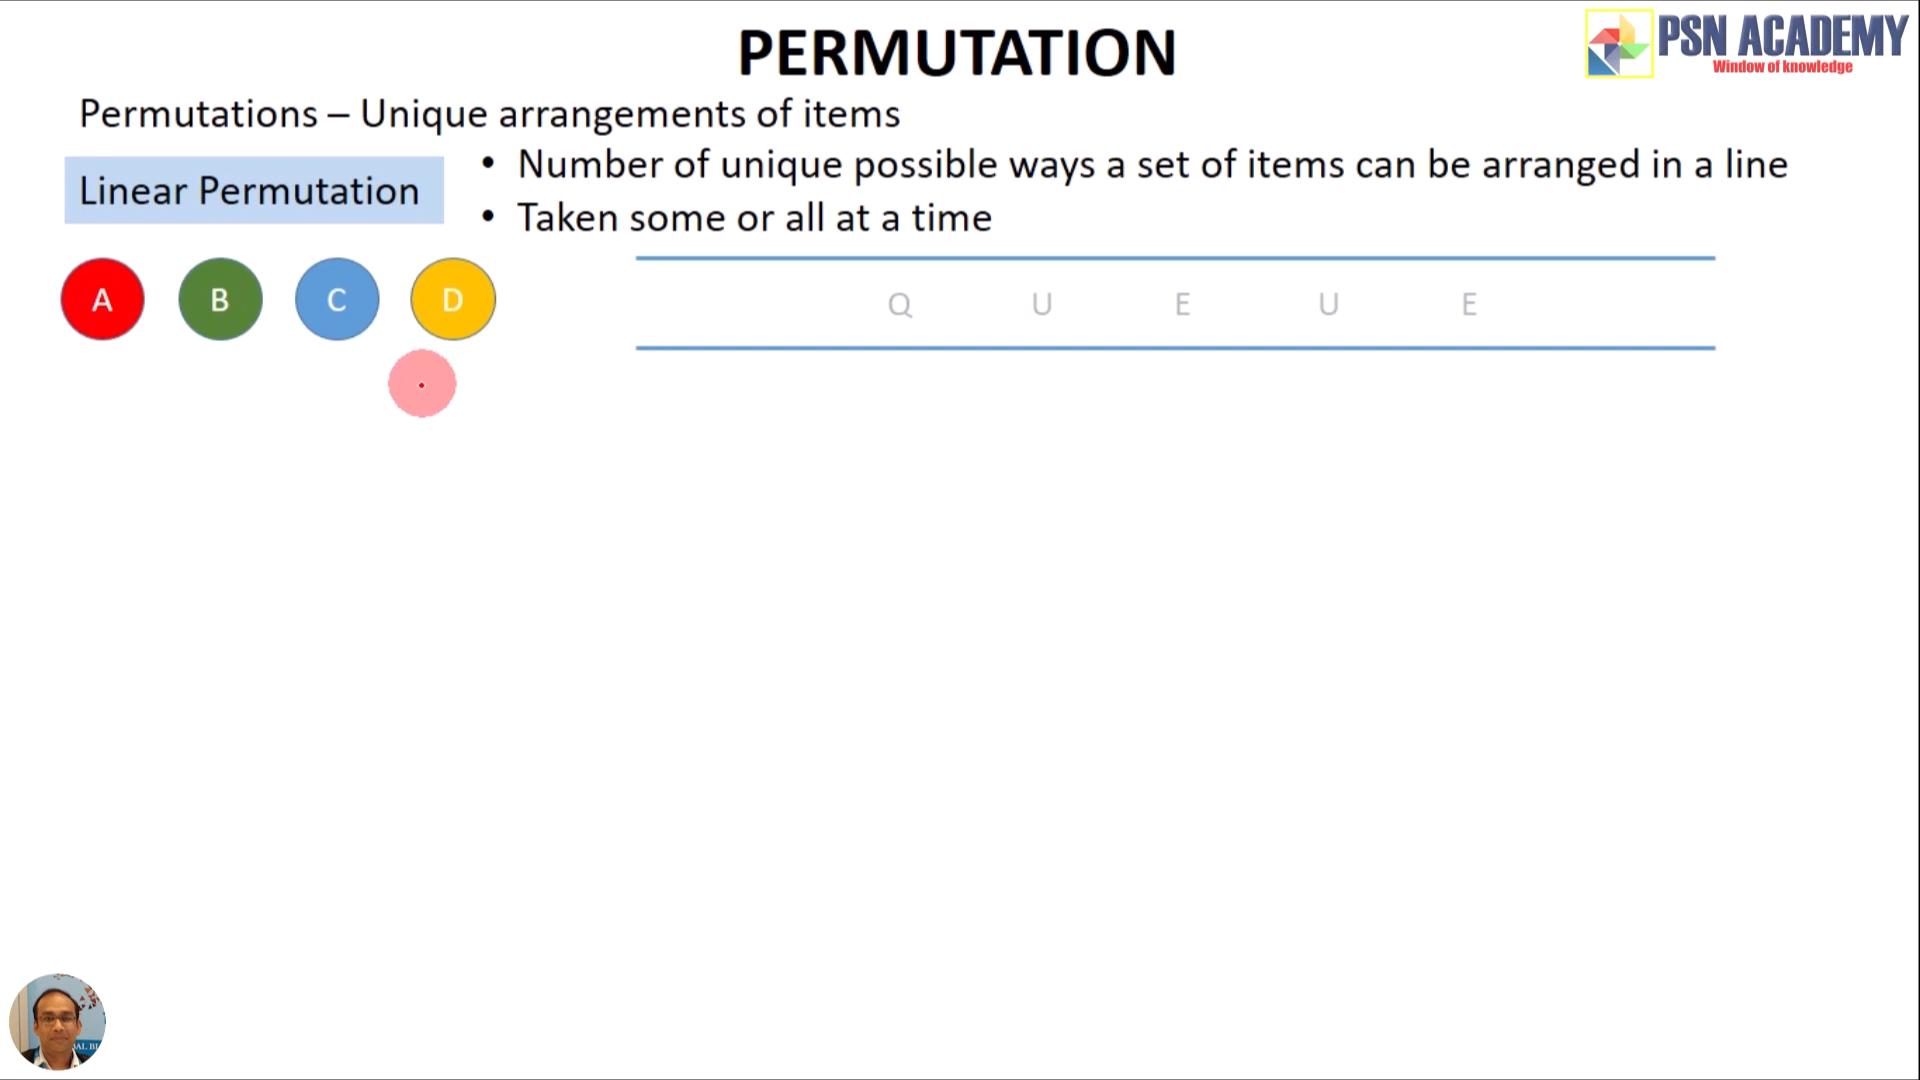 PERMUTATION
PSN ACADEMY
Window of knowledge
Permutations – Unique arrangements of items
Linear Permutation
• Number of unique possible ways a set of items can be arranged in a line
• Taken some or all at a time
A B C D
Q U E U E